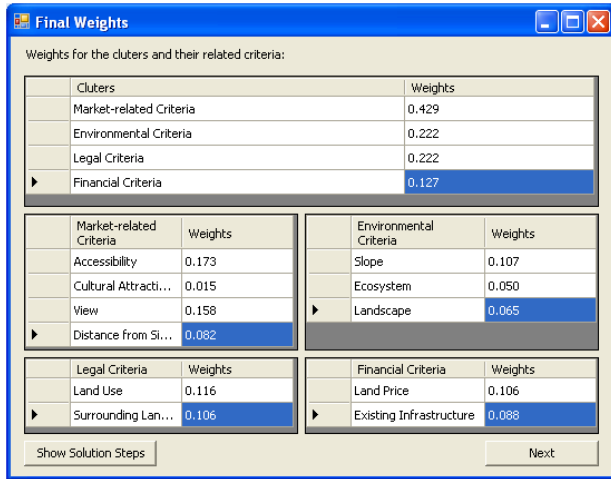 Final Weights
Weights for the cluters and their related criteria:
Cluters Weights
Market-related Criteria 0.429
Environmental Criteria 0.222
Legal Criteria 0.222
Financial Criteria 0.127
Market-related
Criteria Weights
Accessibility 0.173
Cultural Attracti... 0.015
View 0.158
Distance from Si... 0.082
Environmental
Criteria Weights
Slope 0.107
Ecosystem 0.050
Landscape 0.065
Legal Criteria Weights
Land Use 0.116
Surrounding Lan... 0.106
Financial Criteria Weights
Land Price 0.106
Existing Infrastructure 0.088
Show Solution Steps
Next